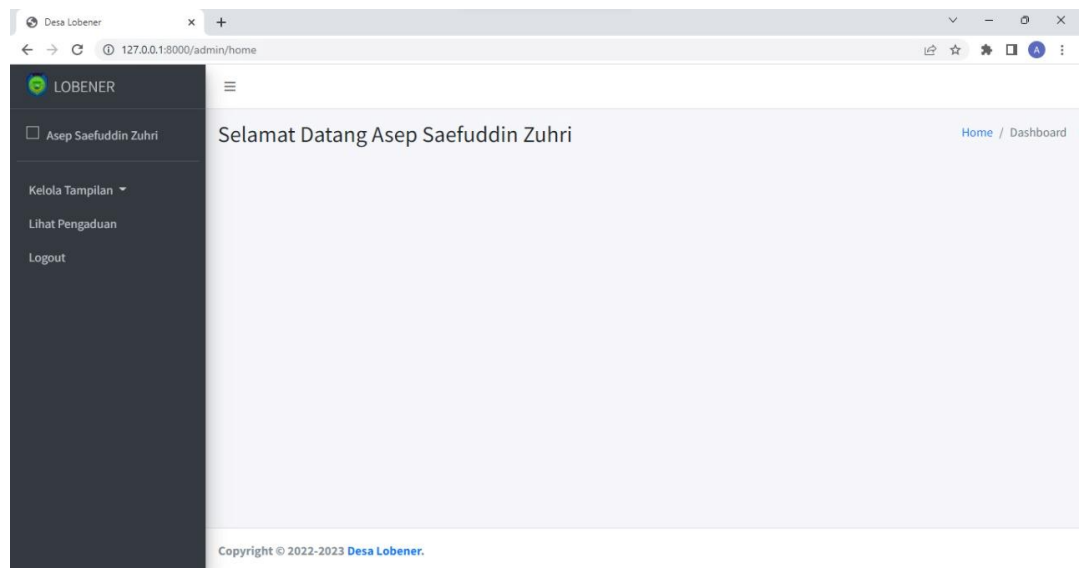 Desa Lobener
127.0.0.1:8000/admin/home
A
LOBENER
Asep Saefuddin Zuhri
Selamat Datang Asep Saefuddin Zuhri
Home / Dashboard
Kelola Tampilan
Lihat Pengaduan
Logout
Copyright © 2022-2023 Desa Lobener.